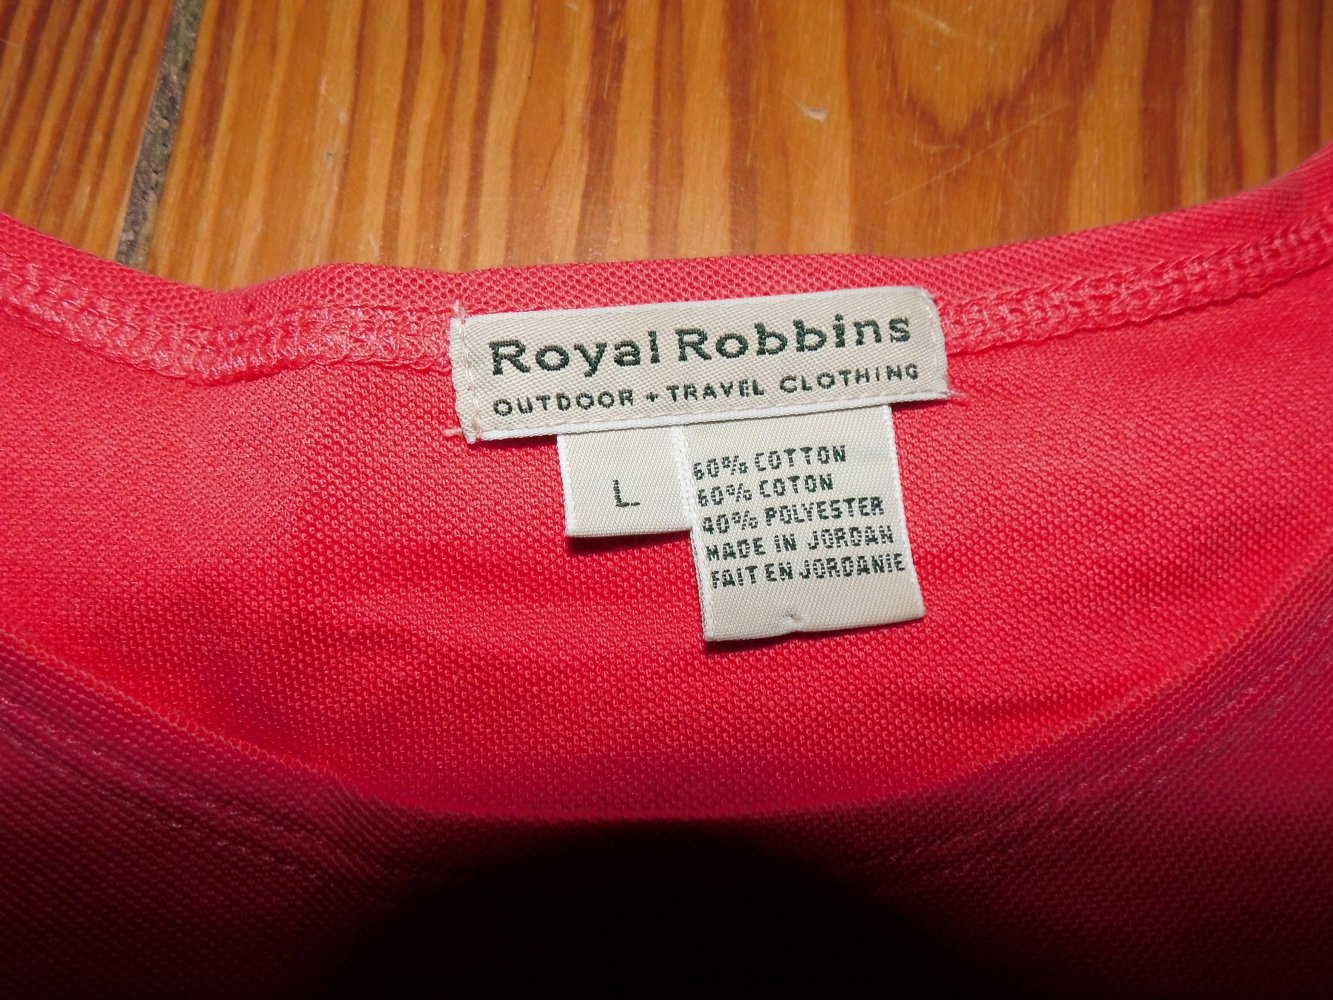 Royal Robbins
OUTDOOR + TRAVEL CLOTHING
L
60% COTTON
60% COTON
40% POLYESTER
MADE IN JORDAN
FAIT EN JORDANIE